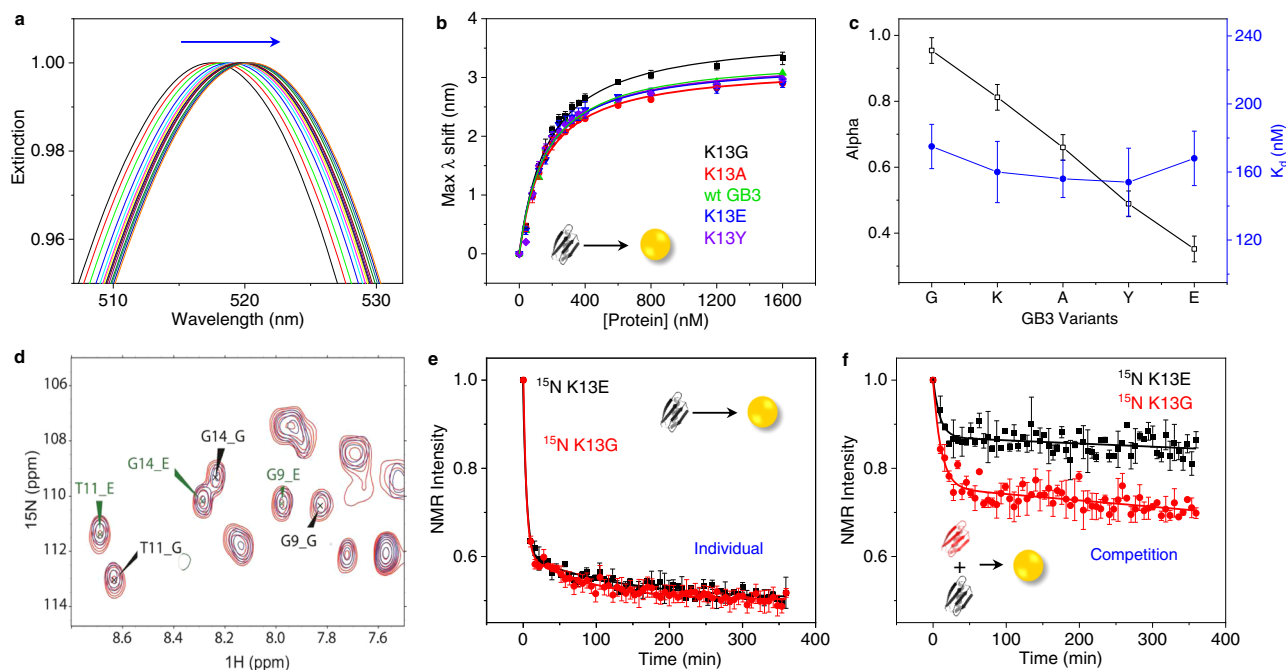 a
Extinction
1.00
0.98
0.96
510
520
530
Wavelength (nm)
b
Max λ shift (nm)
4
3
2
1
0
K13G
K13A
wt GB3
K13E
K13Y
0
400
800
1200
1600
[Protein] (nM)
c
Alpha
1.0
0.8
0.6
0.4
240
200
160
120
K_d (nM)
G
K
A
Y
E
GB3 Variants
d
15N (ppm)
106
108
110
112
114
G14_G
G14_E
G9_E
T11_E
G9_G
T11_G
8.6
8.4
8.2
8.0
7.8
7.6
1H (ppm)
e
NMR Intensity
1.0
0.8
0.6
¹⁵N K13E
¹⁵N K13G
Individual
0
100
200
300
400
Time (min)
f
NMR Intensity
1.0
0.9
0.8
0.7
0.6
0.5
¹⁵N K13E
¹⁵N K13G
Competition
+
0
100
200
300
400
Time (min)